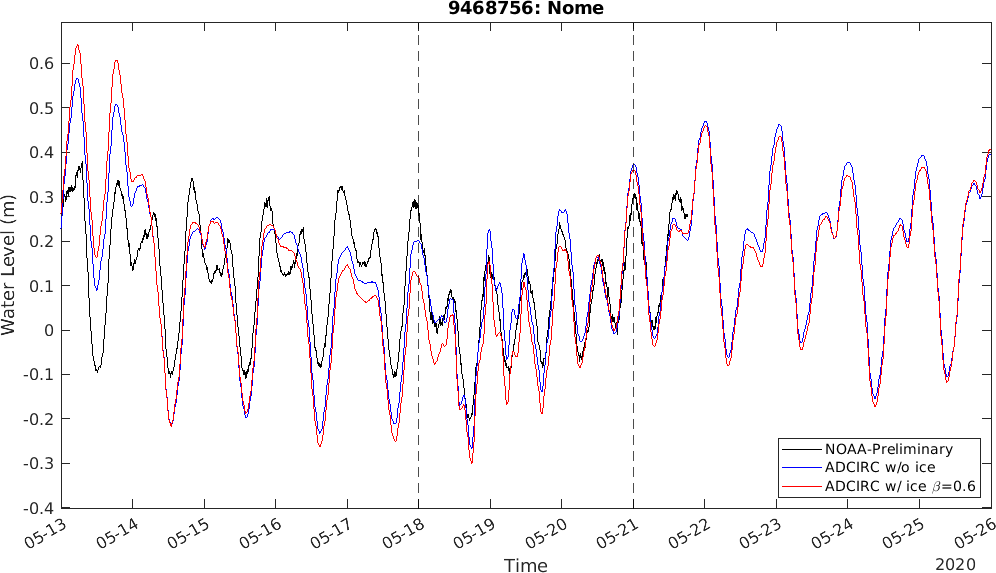 9468756: Nome
Water Level (m)
0.6
0.5
0.4
0.3
0.2
0.1
0
-0.1
-0.2
-0.3
-0.4
NOAA-Preliminary
ADCIRC w/o ice
ADCIRC w/ ice β=0.6
05-13 05-14 05-15 05-16 05-17 05-18 05-19 05-20 05-21 05-22 05-23 05-24 05-25 05-26
Time
2020